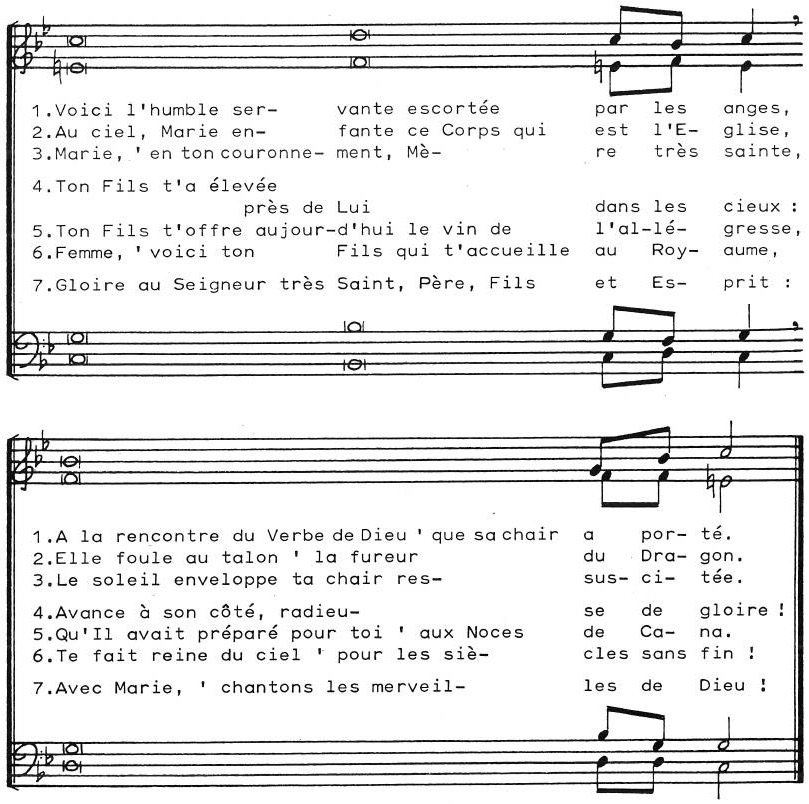 1.Voici l'humble ser- vante escortée par les anges,
2.Au ciel, Marie en- fante ce Corps qui est l'E- glise,
3.Marie, ' en ton couronne- ment, Mè- re très sainte,
4.Ton Fils t'a élevée
près de Lui dans les cieux :
5.Ton Fils t'offre aujour-d'hui le vin de l'al-lé- gresse,
6.Femme, ' voici ton Fils qui t'accueille au Roy- aume,
7.Gloire au Seigneur très Saint, Père, Fils et Es- prit :
1.A la rencontre du Verbe de Dieu ' que sa chair a por- té.
2.Elle foule au talon ' la fureur du Dra- gon.
3.Le soleil enveloppe ta chair res- sus- ci- tée.
4.Avance à son côté, radieu- se de gloire !
5.Qu'Il avait préparé pour toi ' aux Noces de Ca- na.
6.Te fait reine du ciel ' pour les siè- cles sans fin !
7.Avec Marie, ' chantons les merveil- les de Dieu !